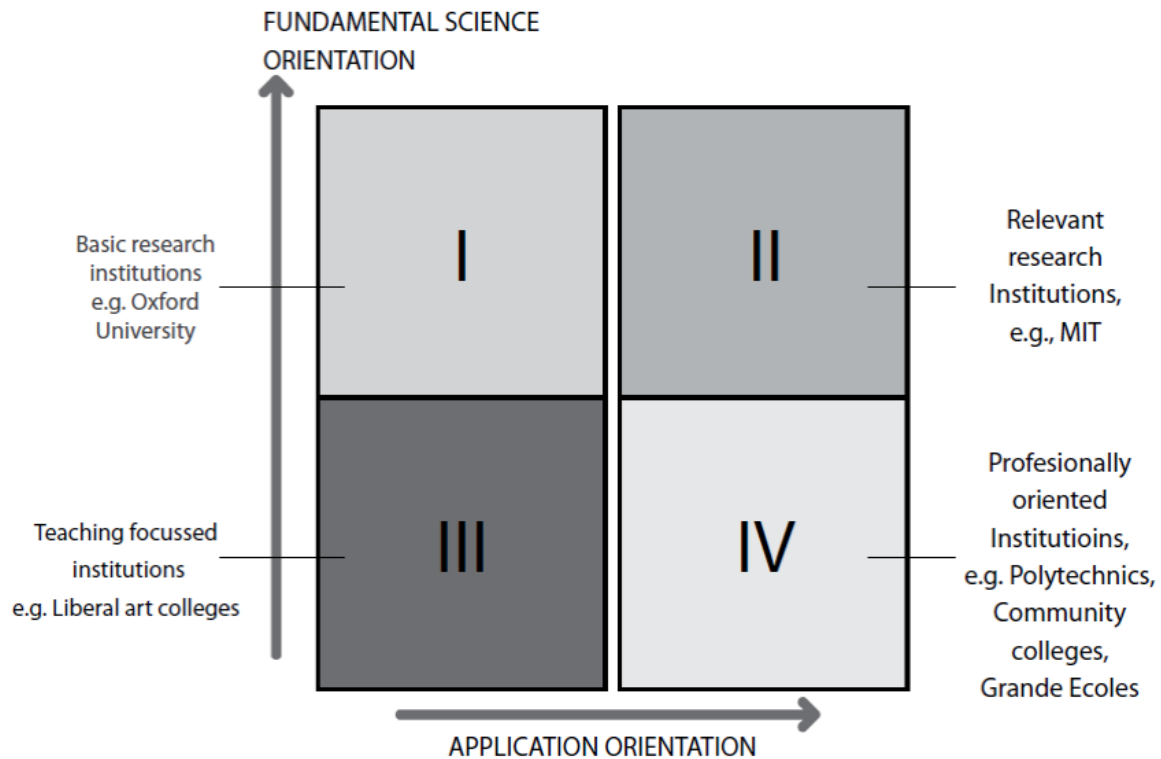 FUNDAMENTAL SCIENCE
ORIENTATION
I
II
Basic research
institutions
e.g. Oxford
University
Relevant
research
Institutions,
e.g., MIT
III
IV
Teaching focussed
institutions
e.g. Liberal art colleges
Profesionally
oriented
Institutioins,
e.g. Polytechnics,
Community
colleges,
Grande Ecoles
APPLICATION ORIENTATION